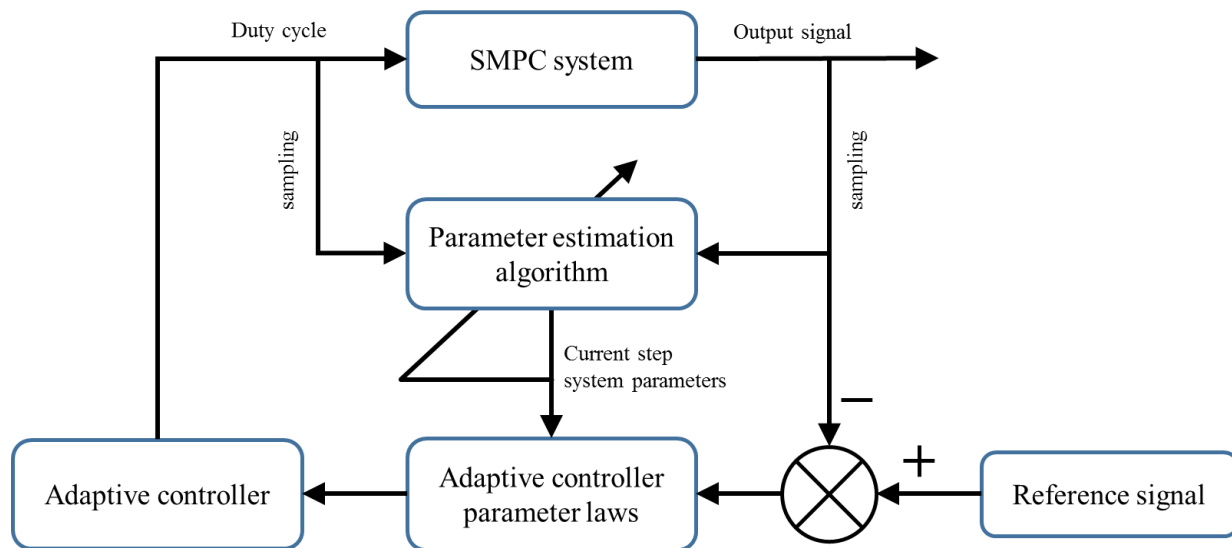 Duty cycle
SMPC system
Output signal
sampling
sampling
Parameter estimation
algorithm
Current step
system parameters
−
+
Adaptive controller
Adaptive controller
parameter laws
Reference signal